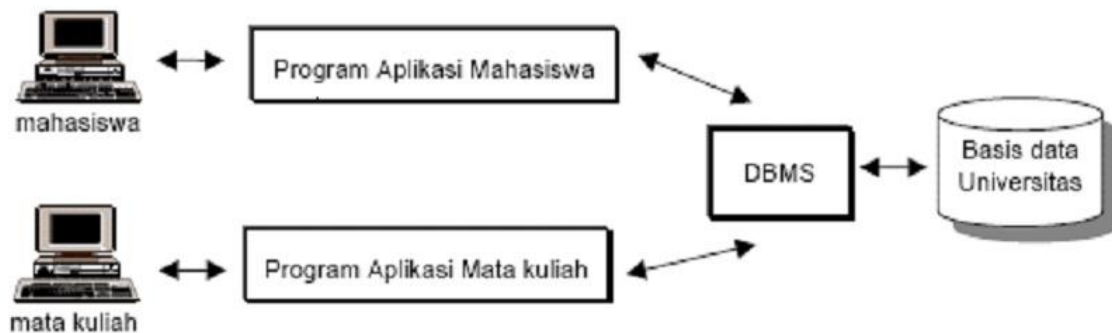 mahasiswa
Program Aplikasi Mahasiswa
mata kuliah
Program Aplikasi Mata kuliah
DBMS
Basis data
Universitas